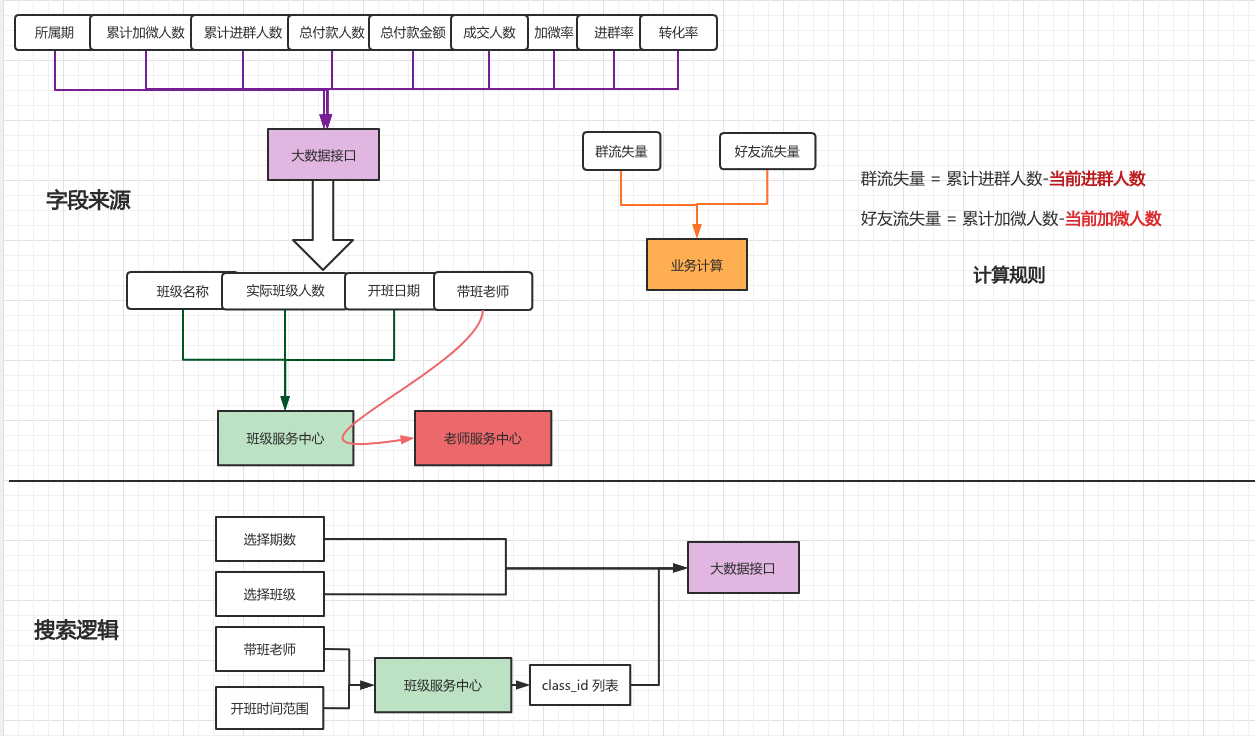 所属期
累计加微人数
累计进群人数
总付款人数
总付款金额
成交人数
加微率
进群率
转化率
大数据接口
群流失量
好友流失量
群流失量 = 累计进群人数-当前进群人数
字段来源
好友流失量 = 累计加微人数-当前加微人数
业务计算
计算规则
班级名称
实际班级人数
开班日期
带班老师
班级服务中心
老师服务中心
选择期数
大数据接口
选择班级
搜索逻辑
带班老师
班级服务中心
class_id 列表
开班时间范围